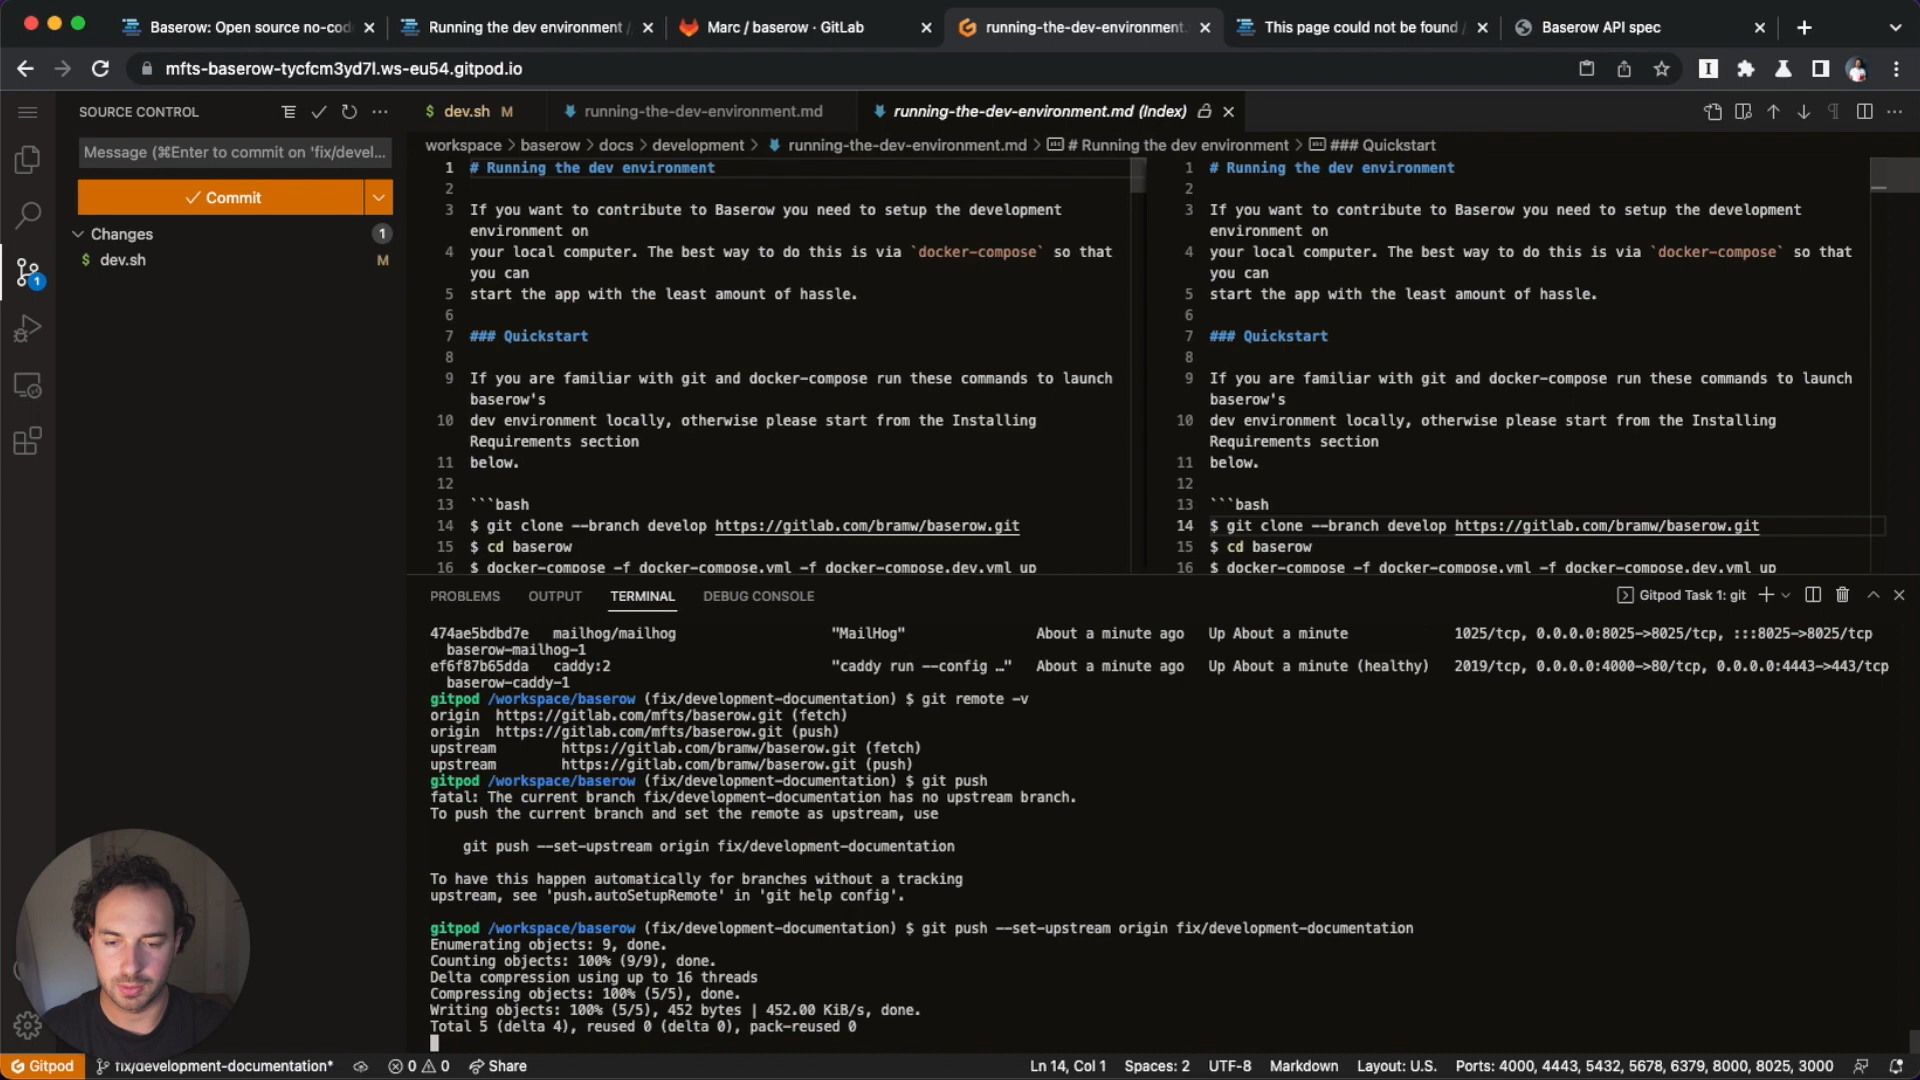 Baserow: Open source no-cod
Running the dev environment /
Marc / baserow · GitLab
running-the-dev-environment.
This page could not be found /
Baserow API spec
mfts-baserow-tycfcm3yd7l.ws-eu54.gitpod.io
SOURCE CONTROL
Message (⌘Enter to commit on 'fix/devel...
Commit
Changes
1
$ dev.sh
M
1
$ dev.sh M
running-the-dev-environment.md
running-the-dev-environment.md (Index)
workspace > baserow > docs > development > running-the-dev-environment.md > # Running the dev environment > ### Quickstart
1 # Running the dev environment
2
3 If you want to contribute to Baserow you need to setup the development
environment on
4 your local computer. The best way to do this is via `docker-compose` so that
you can
5 start the app with the least amount of hassle.
6
7 ### Quickstart
8
9 If you are familiar with git and docker-compose run these commands to launch
baserow's
10 dev environment locally, otherwise please start from the Installing
Requirements section
11 below.
12
13 ```bash
14 $ git clone --branch develop https://gitlab.com/bramw/baserow.git
15 $ cd baserow
16 $ docker-compose -f docker-compose.yml -f docker-compose.dev.yml up
1 # Running the dev environment
2
3 If you want to contribute to Baserow you need to setup the development
environment on
4 your local computer. The best way to do this is via `docker-compose` so that
you can
5 start the app with the least amount of hassle.
6
7 ### Quickstart
8
9 If you are familiar with git and docker-compose run these commands to launch
baserow's
10 dev environment locally, otherwise please start from the Installing
Requirements section
11 below.
12
13 ```bash
14 $ git clone --branch develop https://gitlab.com/bramw/baserow.git
15 $ cd baserow
16 $ docker-compose -f docker-compose.yml -f docker-compose.dev.yml up
PROBLEMS
OUTPUT
TERMINAL
DEBUG CONSOLE
Gitpod Task 1: git
474ae5bdbd7e mailhog/mailhog "MailHog" About a minute ago Up About a minute 1025/tcp, 0.0.0.0:8025->8025/tcp, :::8025->8025/tcp
baserow-mailhog-1
ef6f87b65dda caddy:2 "caddy run --config …" About a minute ago Up About a minute (healthy) 2019/tcp, 0.0.0.0:4000->80/tcp, 0.0.0.0:4443->443/tcp
baserow-caddy-1
gitpod /workspace/baserow (fix/development-documentation) $ git remote -v
origin https://gitlab.com/mfts/baserow.git (fetch)
origin https://gitlab.com/mfts/baserow.git (push)
upstream https://gitlab.com/bramw/baserow.git (fetch)
upstream https://gitlab.com/bramw/baserow.git (push)
gitpod /workspace/baserow (fix/development-documentation) $ git push
fatal: The current branch fix/development-documentation has no upstream branch.
To push the current branch and set the remote as upstream, use
git push --set-upstream origin fix/development-documentation
To have this happen automatically for branches without a tracking
upstream, see 'push.autoSetupRemote' in 'git help config'.
gitpod /workspace/baserow (fix/development-documentation) $ git push --set-upstream origin fix/development-documentation
Enumerating objects: 9, done.
Counting objects: 100% (9/9), done.
Delta compression using up to 16 threads
Compressing objects: 100% (5/5), done.
Writing objects: 100% (5/5), 452 bytes | 452.00 KiB/s, done.
Total 5 (delta 4), reused 0 (delta 0), pack-reused 0
Gitpod
fix/development-documentation*
0
0
Share
Ln 14, Col 1
Spaces: 2
UTF-8
Markdown
Layout: U.S.
Ports: 4000, 4443, 5432, 5678, 6379, 8000, 8025, 3000